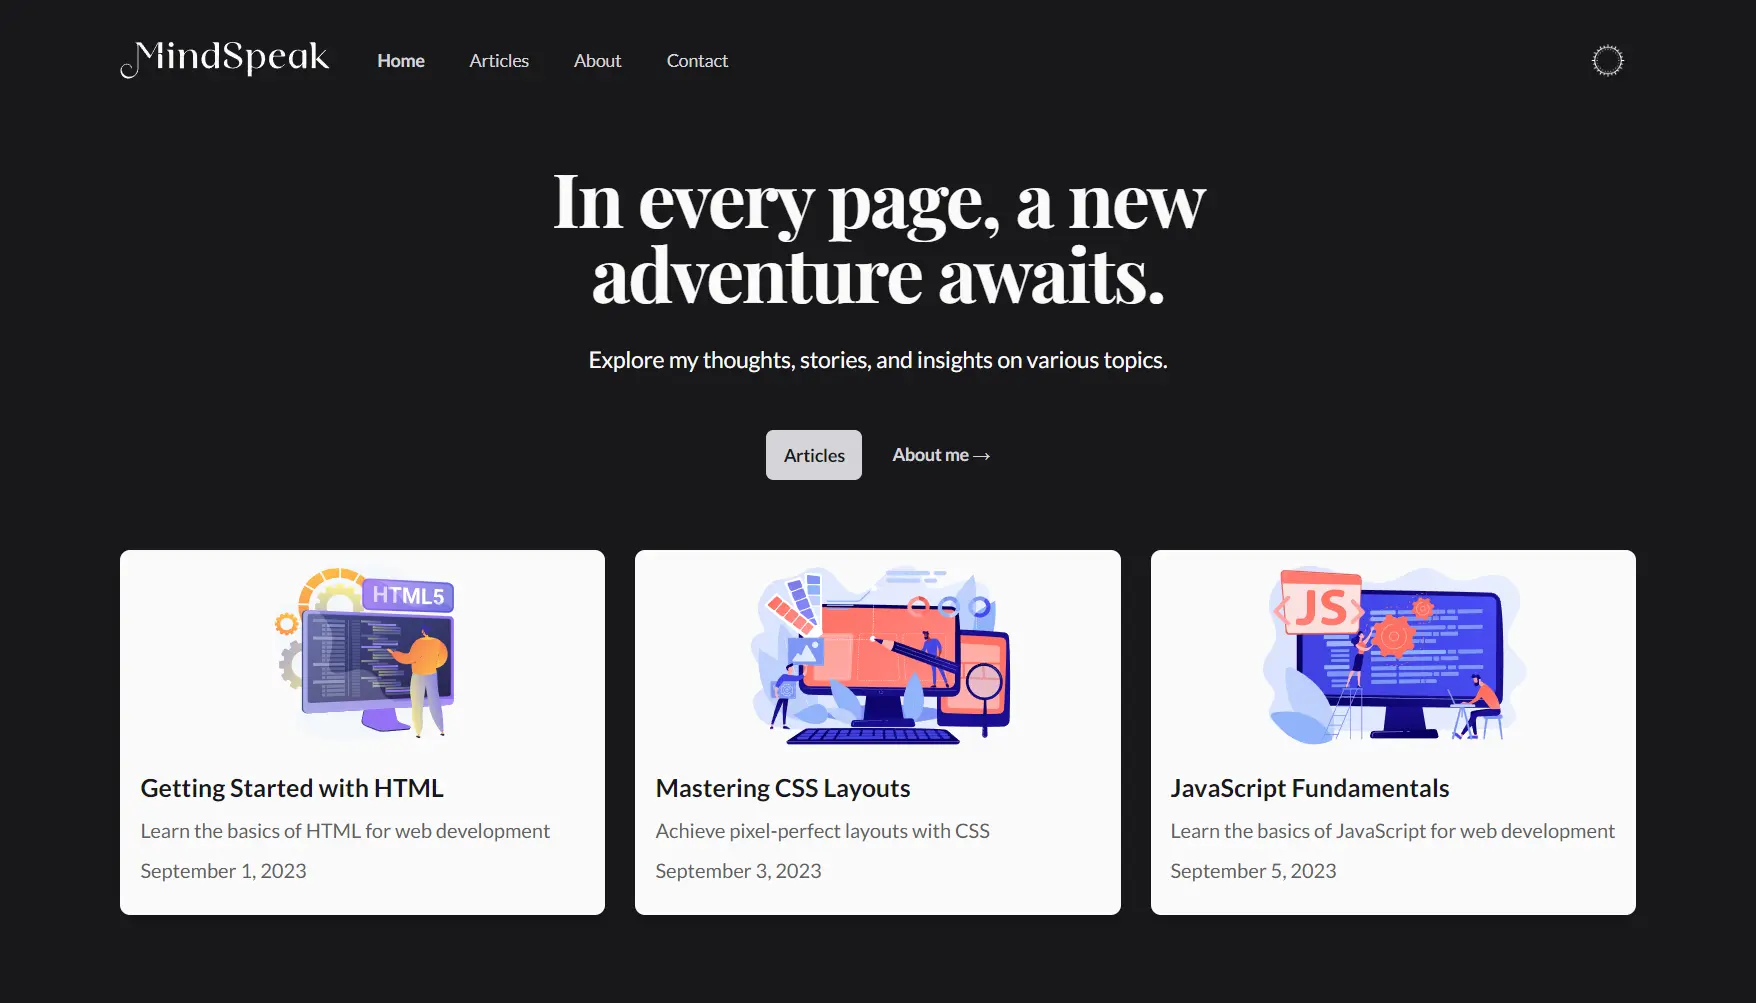 MindSpeak
Home
Articles
About
Contact
In every page, a new
adventure awaits.
Explore my thoughts, stories, and insights on various topics.
Articles
About me →
HTML5
JS
Getting Started with HTML
Learn the basics of HTML for web development
September 1, 2023
Mastering CSS Layouts
Achieve pixel-perfect layouts with CSS
September 3, 2023
JavaScript Fundamentals
Learn the basics of JavaScript for web development
September 5, 2023